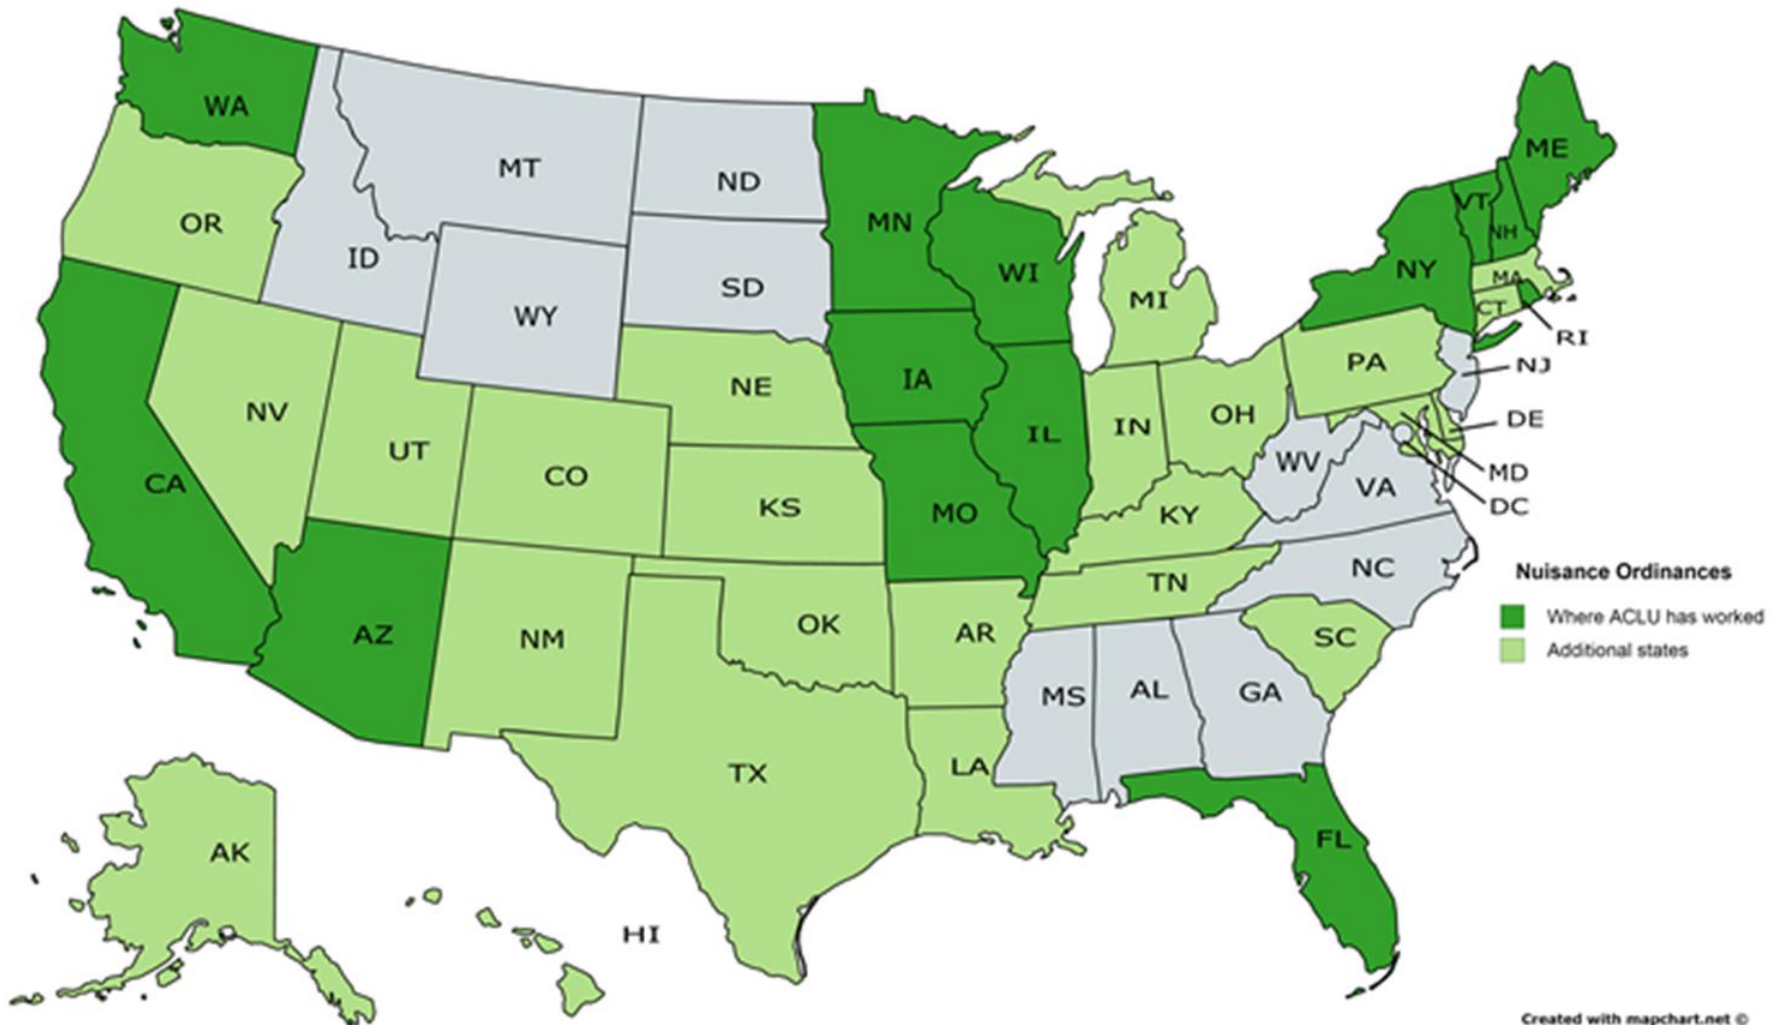 WA
ME
MT
ND
VT
MN
OR
NH
ID
WI
NY
MA
SD
WY
MI
CT
RI
PA
NJ
IA
NE
NV
OH
DE
IN
IL
UT
WV
MD
CO
CA
VA
DC
KS
MO
KY
NC
Nuisance Ordinances
TN
Where ACLU has worked
OK
AR
AZ
NM
SC
Additional states
MS
AL
GA
LA
TX
FL
AK
HI
Created with mapchart.net ©